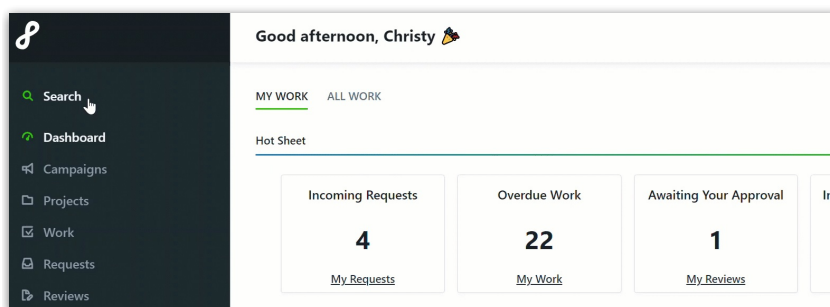 Good afternoon, Christy 🎉
Search
Dashboard
Campaigns
Projects
Work
Requests
Reviews
MY WORK ALL WORK
Hot Sheet
Incoming Requests
4
My Requests
Overdue Work
22
My Work
Awaiting Your Approval
1
My Reviews